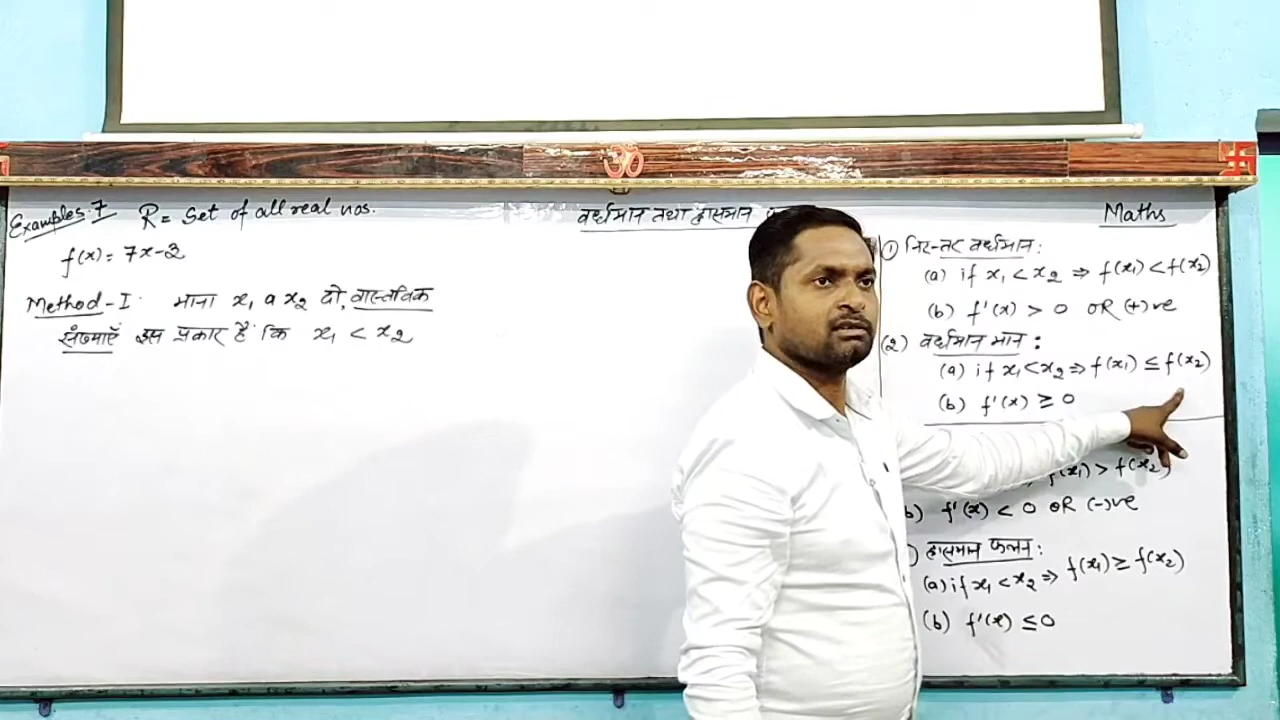 Examples 7 R = Set of all real nos.
f(x) = 7x-3
Method-I माना x₁ व x₂ दो, वास्तविक
संख्याएँ इस प्रकार हैं कि x₁ < x₂
ॐ
वर्धमान तथा ह्रासमान
Maths
① निरन्तर वर्धमान:
(a) if x₁ < x₂ ⇒ f(x₁) < f(x₂)
(b) f'(x) > 0 OR (+)ve
(2) वर्धमान मान:
(a) if x₁ < x₂ ⇒ f(x₁) ≤ f(x₂)
(b) f'(x) ≥ 0
f(x₁) > f(x₂)
b) f'(x) < 0 OR (-)ve
) ह्रासमान फलन:
(a) if x₁ < x₂ ⇒ f(x₁) ≥ f(x₂)
(b) f'(x) ≤ 0